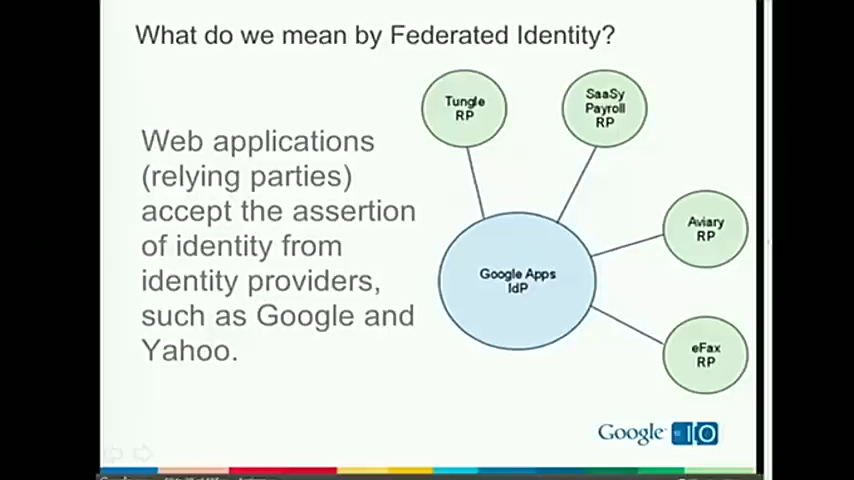 What do we mean by Federated Identity?
Tungle
RP
SaaSy
Payroll
RP
Web applications
(relying parties)
accept the assertion
of identity from
identity providers,
such as Google and
Yahoo.
Aviary
RP
Google Apps
IdP
eFax
RP
Google IO